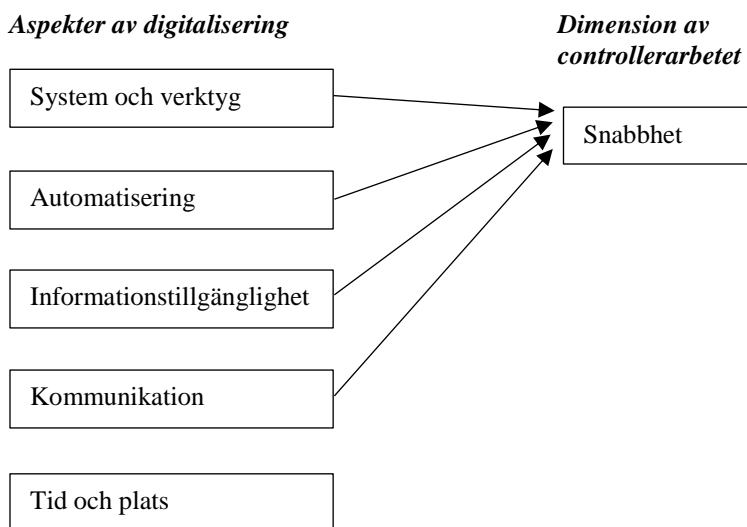 Aspekter av digitalisering
Dimension av
controllerarbetet
System och verktyg
Snabbhet
Automatisering
Informationstillgänglighet
Kommunikation
Tid och plats